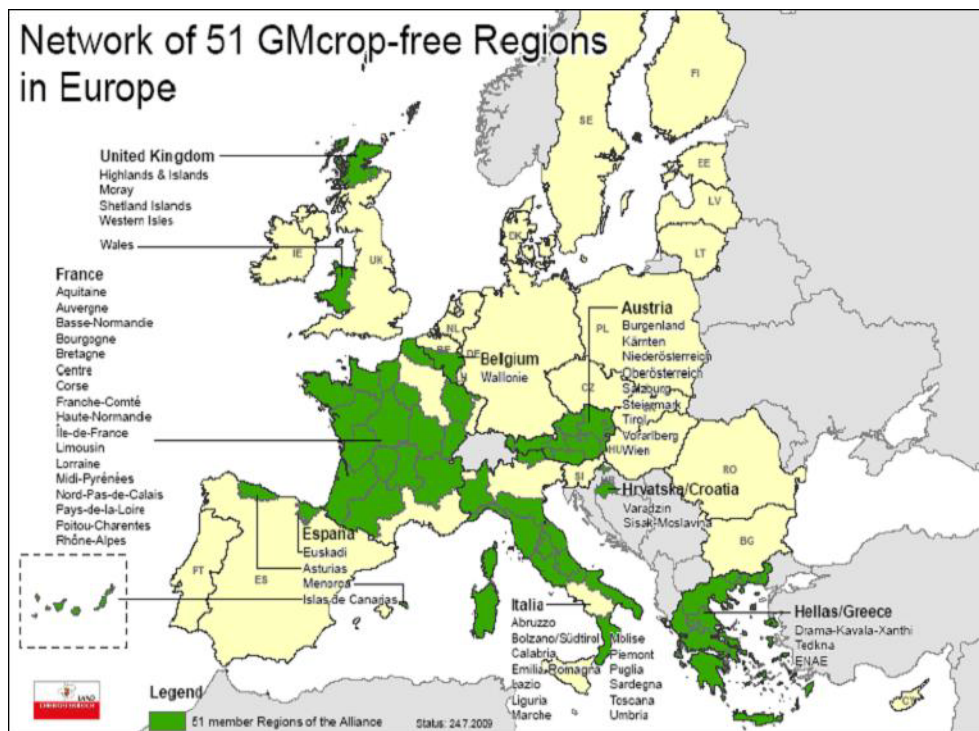 Network of 51 GMcrop-free Regions
in Europe
United Kingdom
Highlands & Islands
Moray
Shetland Islands
Western Isles
Wales
France
Aquitaine
Auvergne
Basse-Normandie
Bourgogne
Bretagne
Centre
Corse
Franche-Comté
Haute-Normandie
Île-de-France
Limousin
Lorraine
Midi-Pyrénées
Nord-Pas-de-Calais
Pays-de-la-Loire
Poitou-Charentes
Rhône-Alpes
España
Euskadi
Asturias
Menorca
Islas de Canarias
Belgium
Wallonie
Austria
Burgenland
Kärnten
Niederösterreich
Oberösterreich
Salzburg
Steiermark
Tirol
Vorarlberg
Wien
Hrvatska/Croatia
Varadzin
Sisak-Moslavina
Italia
Abruzzo
Bolzano/Südtirol
Calabria
Emilia-Romagna
Lazio
Liguria
Marche
Molise
Piemont
Puglia
Sardegna
Toscana
Umbria
Hellas/Greece
Drama-Kavala-Xanthi
Tedkna
ENAE
FI
SE
EE
LV
LT
DK
IE
UK
NL
BE
DE
PL
CZ
HU
SI
RO
BG
ES
CY
LAND
OBERÖSTERREICH
Legend
51 member Regions of the Alliance
Status: 24.7.2009